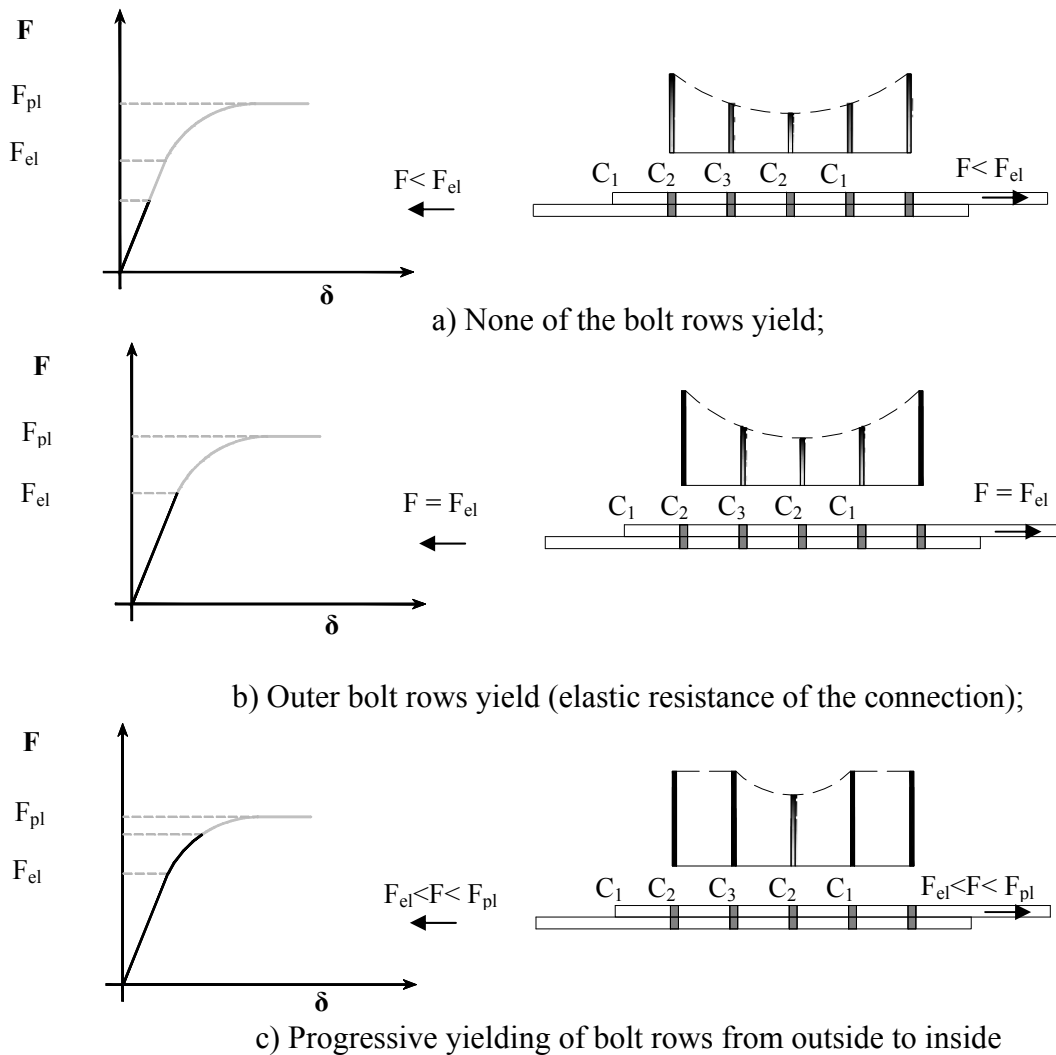 F
F_pl
F_el
F< F_el
C_1 C_2 C_3 C_2 C_1
F< F_el
δ
a) None of the bolt rows yield;
F
F_pl
F_el
F = F_el
C_1 C_2 C_3 C_2 C_1
F = F_el
δ
b) Outer bolt rows yield (elastic resistance of the connection);
F
F_pl
F_el
F_el<F< F_pl
C_1 C_2 C_3 C_2 C_1
F_el<F< F_pl
δ
c) Progressive yielding of bolt rows from outside to inside